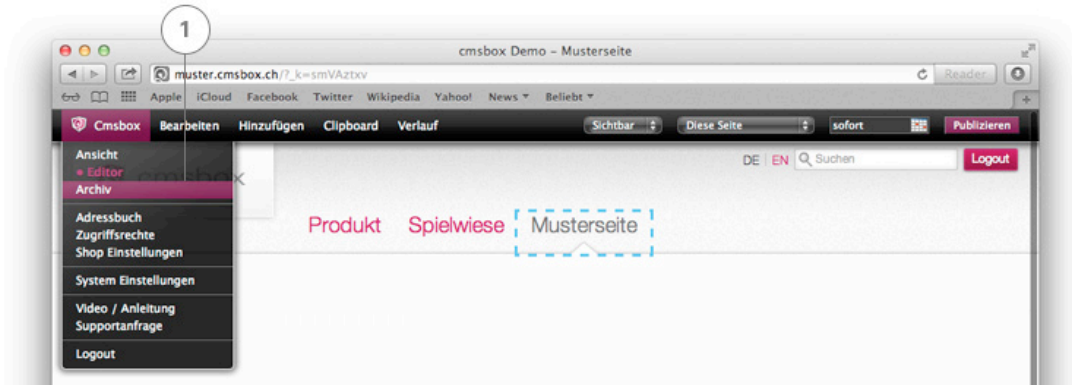 1
cmsbox Demo – Musterseite
muster.cmsbox.ch/?_k=smVAztxv
Reader
Apple iCloud Facebook Twitter Wikipedia Yahoo! News Beliebt
Cmsbox Bearbeiten Hinzufügen Clipboard Verlauf Sichtbar Diese Seite sofort Publizieren
Ansicht
Editor
Archiv
Adressbuch
Zugriffsrechte
Shop Einstellungen
System Einstellungen
Video / Anleitung
Supportanfrage
Logout
cmsbox
DE | EN Suchen Logout
Produkt Spielwiese Musterseite